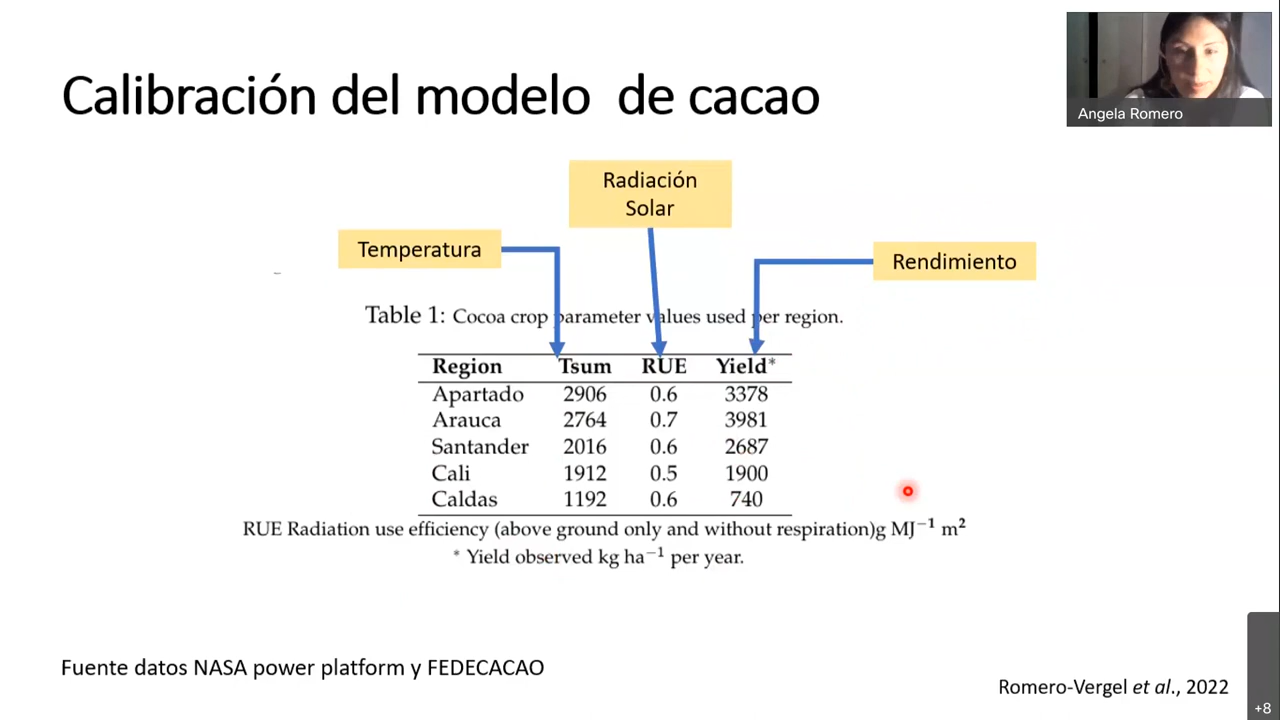 Calibración del modelo de cacao
Angela Romero
Radiación
Solar
Temperatura
Rendimiento
Table 1: Cocoa crop parameter values used per region.
Region Tsum RUE Yield*
Apartado 2906 0.6 3378
Arauca 2764 0.7 3981
Santander 2016 0.6 2687
Cali 1912 0.5 1900
Caldas 1192 0.6 740
RUE Radiation use efficiency (above ground only and without respiration)g MJ⁻¹ m²
* Yield observed kg ha⁻¹ per year.
Fuente datos NASA power platform y FEDECACAO
Romero-Vergel et al., 2022
+8